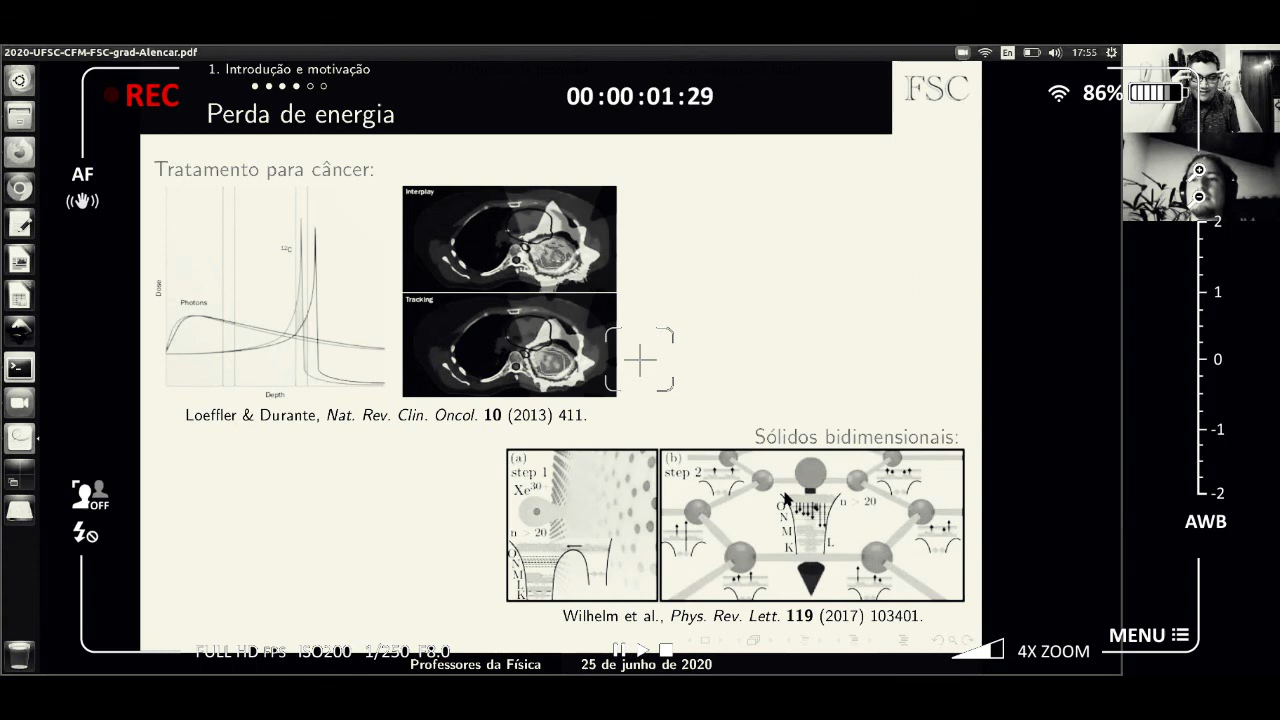 2020-UFSC-CFM-FSC-grad-Alencar.pdf
En
17:55
1. Introdução e motivação
REC
00:00:01:29
86%
FSC
Perda de energia
AF
Tratamento para câncer:
Interplay
12C
Dose
Photons
Tracking
Depth
Loeffler & Durante, Nat. Rev. Clin. Oncol. 10 (2013) 411.
2
1
0
-1
-2
Sólidos bidimensionais:
(a)
step 1
Xe30
n > 20
O
N
M
L
K
(b)
step 2
n > 20
O
N
M
L
K
OFF
AWB
Wilhelm et al., Phys. Rev. Lett. 119 (2017) 103401.
MENU
FULL HD FPS ISO200 1/250 F8.0
4X ZOOM
Professores da Física
25 de junho de 2020